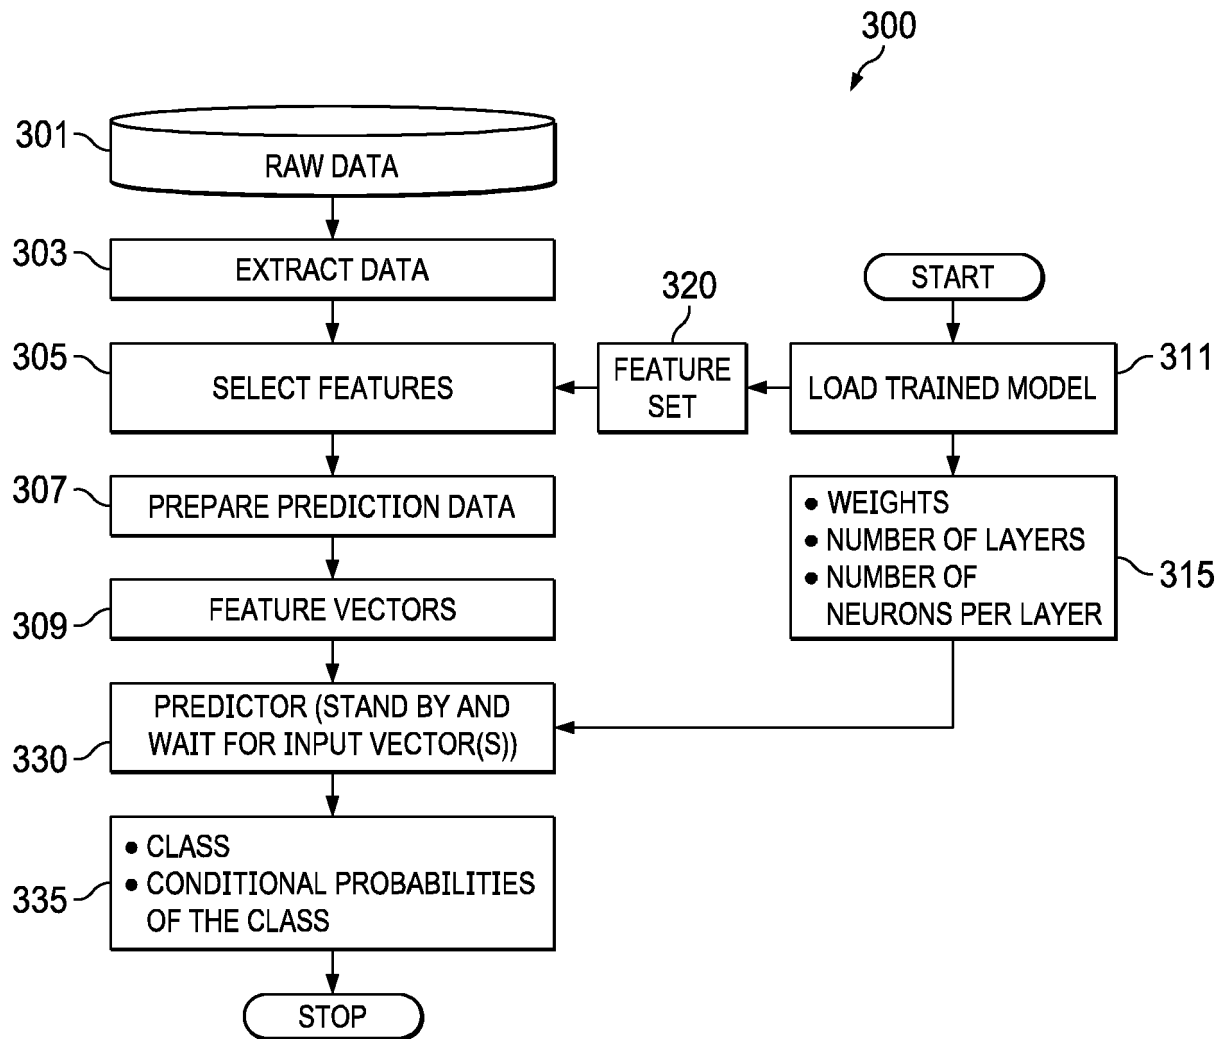 300
301
RAW DATA
303
EXTRACT DATA
START
320
305
SELECT FEATURES
FEATURE
SET
LOAD TRAINED MODEL
311
307
PREPARE PREDICTION DATA
• WEIGHTS
• NUMBER OF LAYERS
• NUMBER OF
NEURONS PER LAYER
315
309
FEATURE VECTORS
330
PREDICTOR (STAND BY AND
WAIT FOR INPUT VECTOR(S))
335
• CLASS
• CONDITIONAL PROBABILITIES
OF THE CLASS
STOP